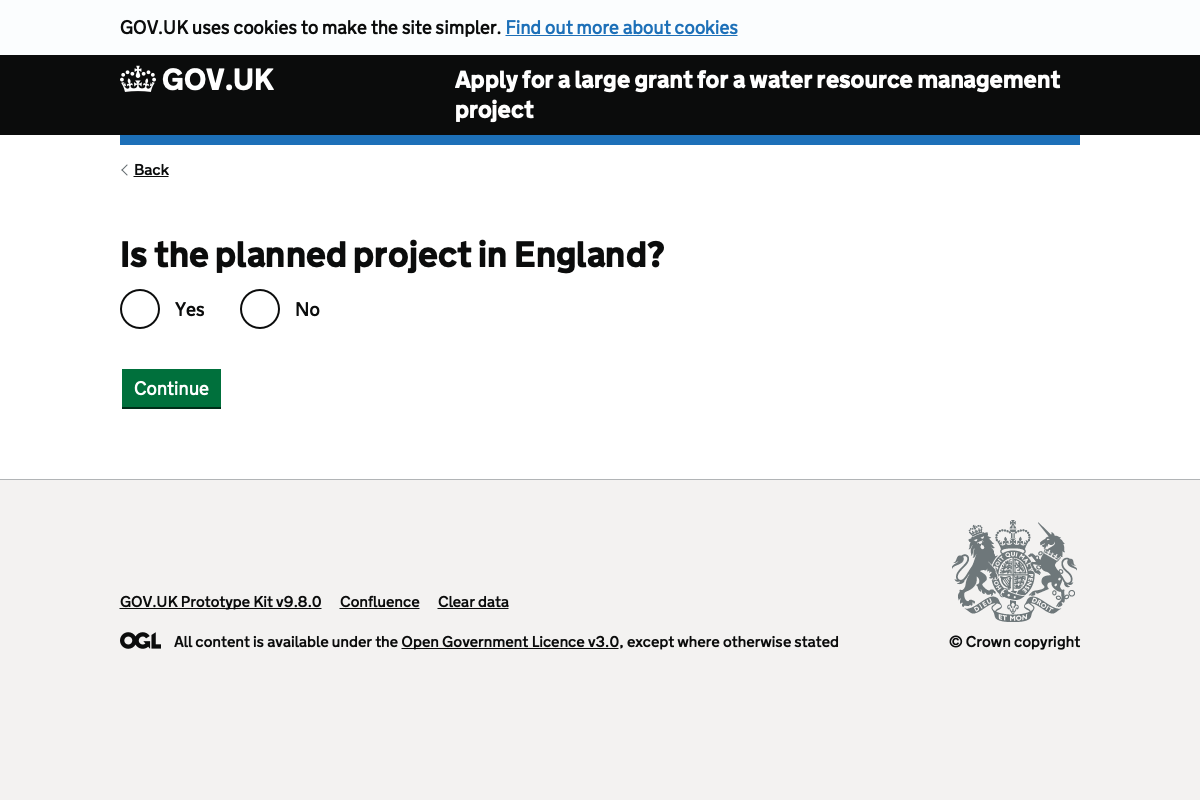 GOV.UK uses cookies to make the site simpler. Find out more about cookies
GOV.UK
Apply for a large grant for a water resource management
project
Back
Is the planned project in England?
Yes
No
Continue
GOV.UK Prototype Kit v9.8.0 Confluence Clear data
OGL All content is available under the Open Government Licence v3.0, except where otherwise stated
DIEU ET MON DROIT
© Crown copyright